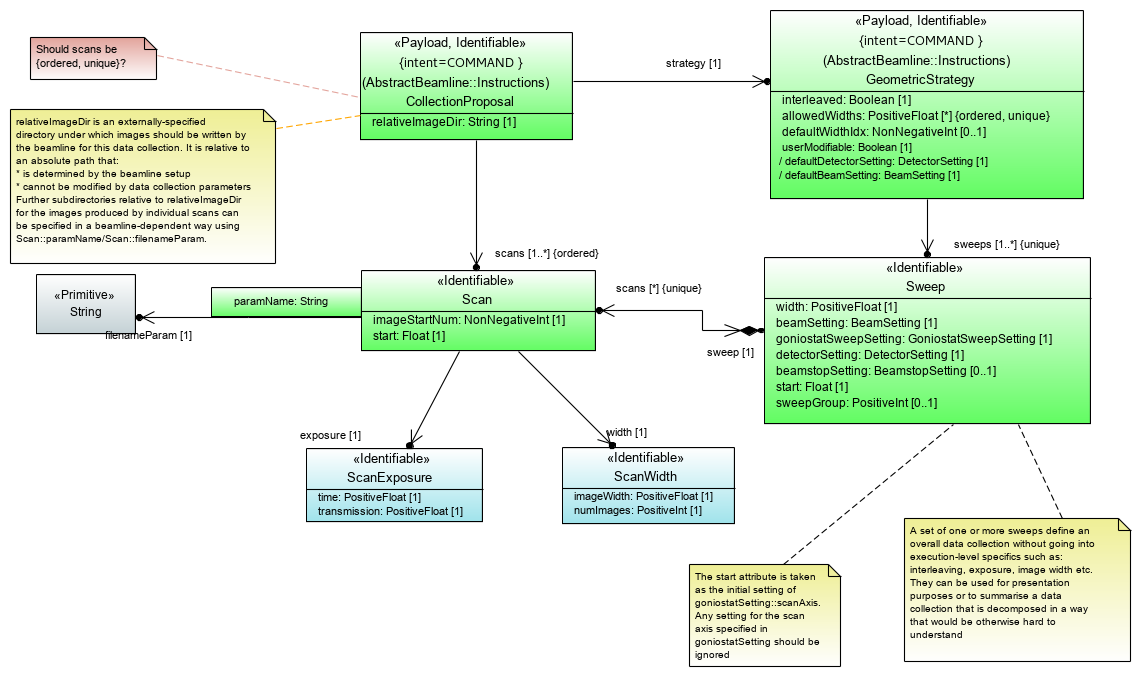 Should scans be
{ordered, unique}?
«Payload, Identifiable»
{intent=COMMAND }
(AbstractBeamline::Instructions)
CollectionProposal
relativeImageDir: String [1]
strategy [1]
«Payload, Identifiable»
{intent=COMMAND }
(AbstractBeamline::Instructions)
GeometricStrategy
interleaved: Boolean [1]
allowedWidths: PositiveFloat [*] {ordered, unique}
defaultWidthIdx: NonNegativeInt [0..1]
userModifiable: Boolean [1]
/ defaultDetectorSetting: DetectorSetting [1]
/ defaultBeamSetting: BeamSetting [1]
relativeImageDir is an externally-specified
directory under which images should be written by
the beamline for this data collection. It is relative to
an absolute path that:
* is determined by the beamline setup
* cannot be modified by data collection parameters
Further subdirectories relative to relativeImageDir
for the images produced by individual scans can
be specified in a beamline-dependent way using
Scan::paramName/Scan::filenameParam.
scans [1..*] {ordered}
sweeps [1..*] {unique}
«Primitive»
String
paramName: String
filenameParam [1]
«Identifiable»
Scan
imageStartNum: NonNegativeInt [1]
start: Float [1]
scans [*] {unique}
sweep [1]
«Identifiable»
Sweep
width: PositiveFloat [1]
beamSetting: BeamSetting [1]
goniostatSweepSetting: GoniostatSweepSetting [1]
detectorSetting: DetectorSetting [1]
beamstopSetting: BeamstopSetting [0..1]
start: Float [1]
sweepGroup: PositiveInt [0..1]
exposure [1]
width [1]
«Identifiable»
ScanExposure
time: PositiveFloat [1]
transmission: PositiveFloat [1]
«Identifiable»
ScanWidth
imageWidth: PositiveFloat [1]
numImages: PositiveInt [1]
The start attribute is taken
as the initial setting of
goniostatSetting::scanAxis.
Any setting for the scan
axis specified in
goniostatSetting should be
ignored
A set of one or more sweeps define an
overall data collection without going into
execution-level specifics such as:
interleaving, exposure, image width etc.
They can be used for presentation
purposes or to summarise a data
collection that is decomposed in a way
that would be otherwise hard to
understand